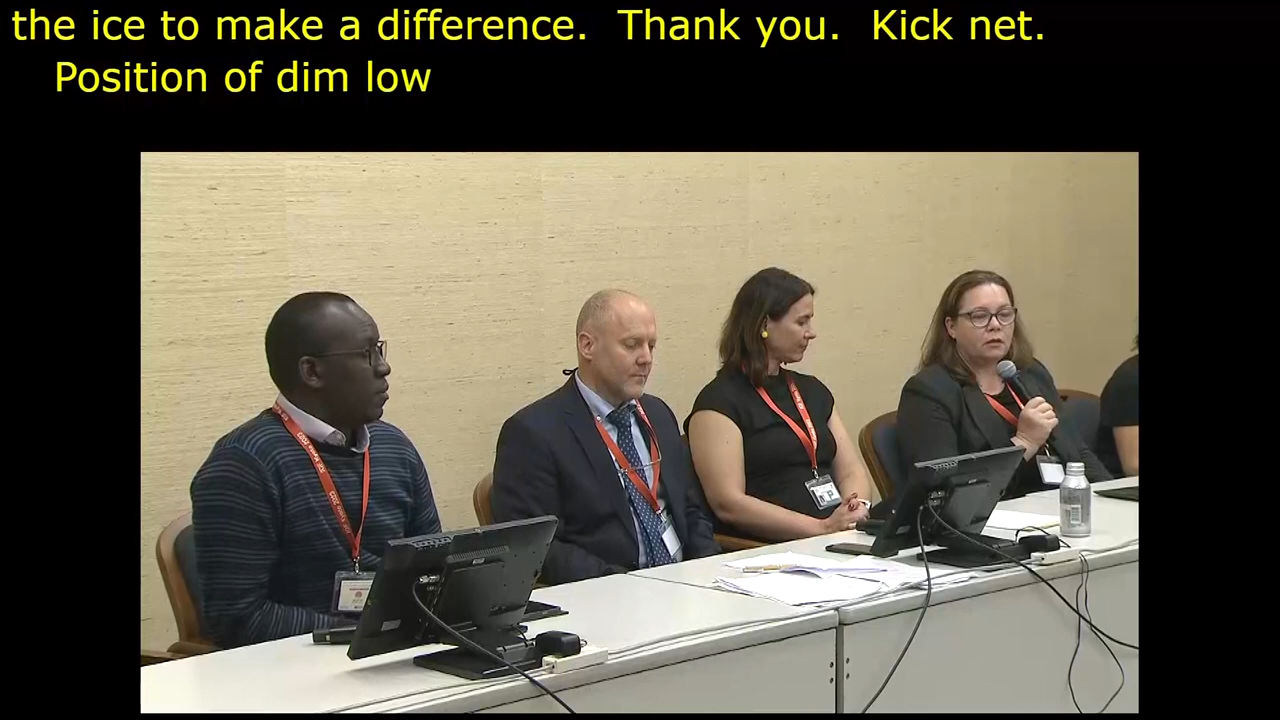 the ice to make a difference.  Thank you.  Kick net.
Position of dim low